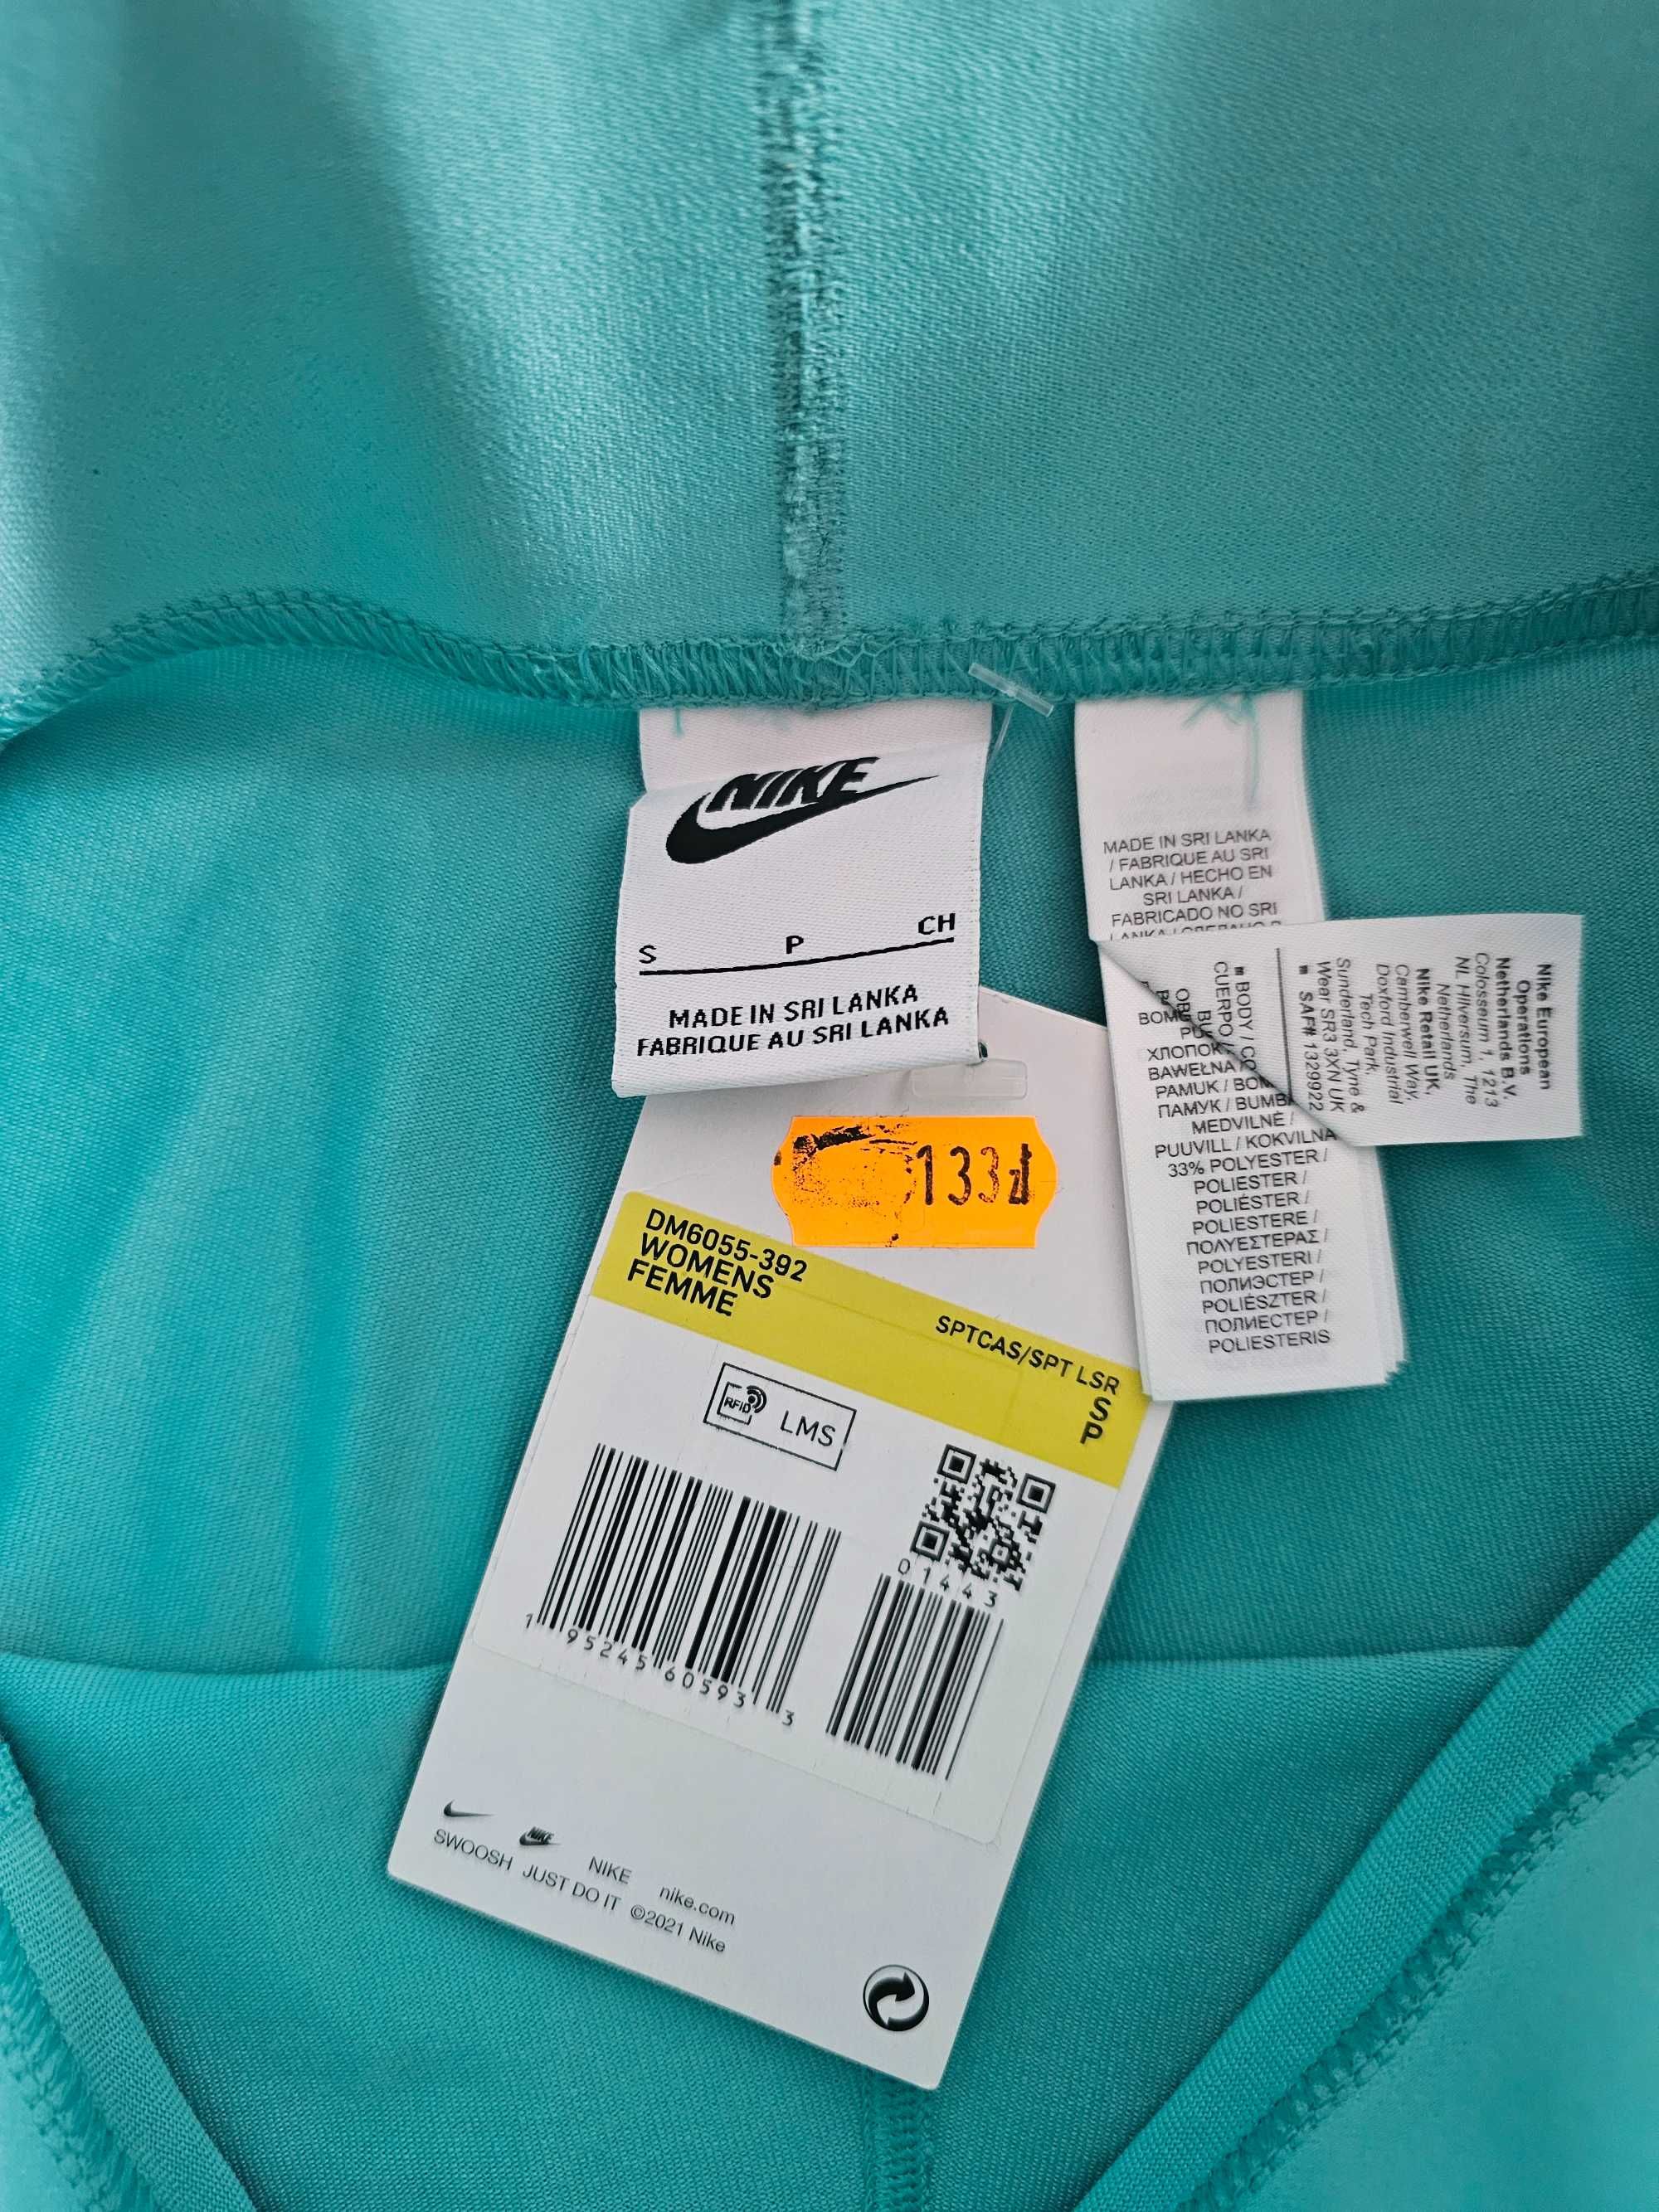 NIKE
S P CH
MADE IN SRI LANKA
FABRIQUE AU SRI LANKA
MADE IN SRI LANKA
/ FABRIQUE AU SRI
LANKA / HECHO EN
SRI LANKA /
FABRICADO NO SRI
Nike European
Operations
Netherlands B.V.
Colosseum 1, 1213
NL Hilversum, The
Netherlands
Nike Retail UK,
Camberwell Way,
Doxford Industrial
Tech Park,
Sunderland, Tyne &
Wear SR3 3XN UK
■ SAF# 1329922
■ BODY /
CUERPO /
ХЛОПОК
BAWEŁNA
PAMUK /
ПАМУК / BUMB
MEDVILNĖ /
PUUVILL / KOKVILNA
33% POLYESTER /
POLIESTER /
POLIÉSTER /
POLIESTERE /
ΠΟΛΥΕΣΤΕΡΑΣ /
POLYESTERI /
ПОЛИЭСТЕР /
POLIÉSZTER /
ПОЛИЕСТЕР /
POLIESTERIS
133zł
DM6055-392
WOMENS
FEMME
SPTCAS/SPT LSR
S
P
RFID LMS
01443
1 95245 60593 3
NIKE
NIKE nike.com
SWOOSH JUST DO IT ©2021 Nike